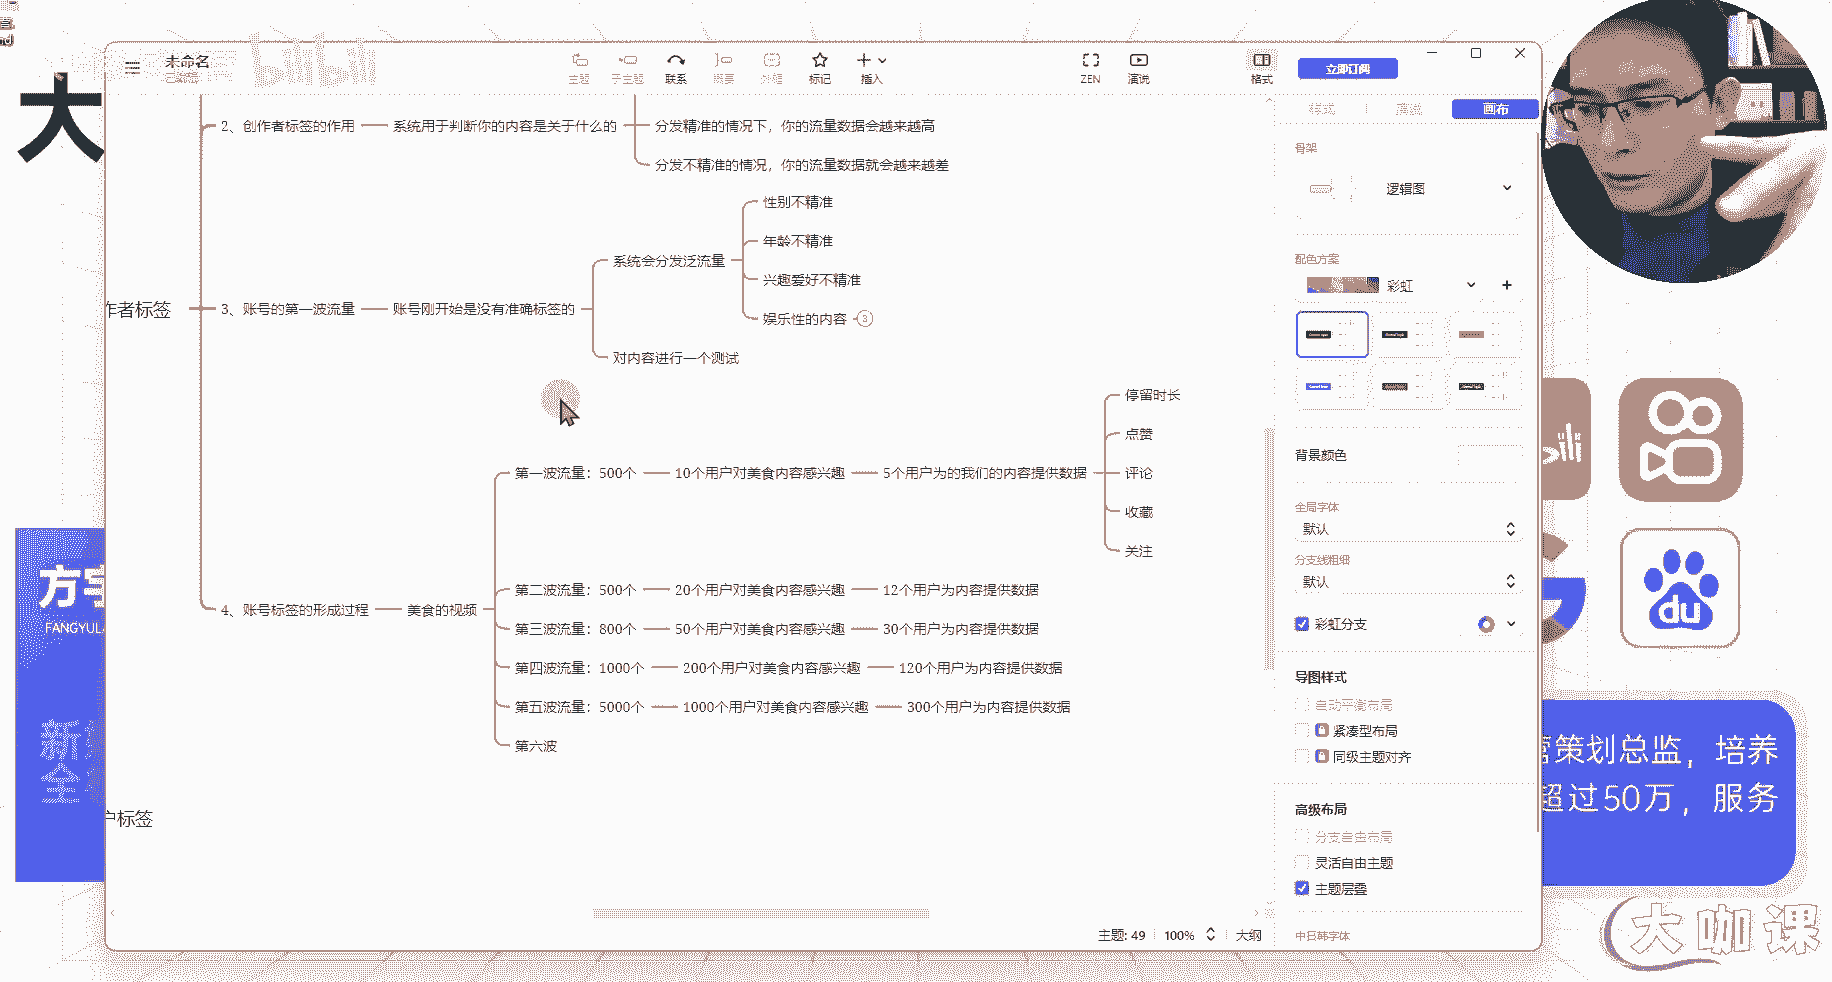 未命名
已编辑
bilibili
主题
子主题
联系
概要
外框
标记
插入
ZEN
演说
格式
立即订阅
样式
演说
画布
大
2、创作者标签的作用
系统用于判断你的内容是关于什么的
分发精准的情况下，你的流量数据会越来越高
分发不精准的情况，你的流量数据就会越来越差
作者标签
3、账号的第一波流量
账号刚开始是没有准确标签的
系统会分发泛流量
性别不精准
年龄不精准
兴趣爱好不精准
娱乐性的内容
3
对内容进行一个测试
4、账号标签的形成过程
美食的视频
第一波流量：500个
10个用户对美食内容感兴趣
5个用户为的我们的内容提供数据
停留时长
点赞
评论
收藏
关注
第二波流量：500个
20个用户对美食内容感兴趣
12个用户为内容提供数据
第三波流量：800个
50个用户对美食内容感兴趣
30个用户为内容提供数据
第四波流量：1000个
200个用户对美食内容感兴趣
120个用户为内容提供数据
第五波流量：5000个
1000个用户对美食内容感兴趣
300个用户为内容提供数据
第六波
户标签
骨架
逻辑图
配色方案
彩虹
背景颜色
全局字体
默认
分支线粗细
默认
彩虹分支
导图样式
自动平衡布局
紧凑型布局
同级主题对齐
高级布局
分支自由布局
灵活自由主题
主题层叠
中日韩字体
主题: 49
100%
大纲
方宇
FANGYULA
新
全
du
营策划总监，培养
超过50万，服务
大咖课